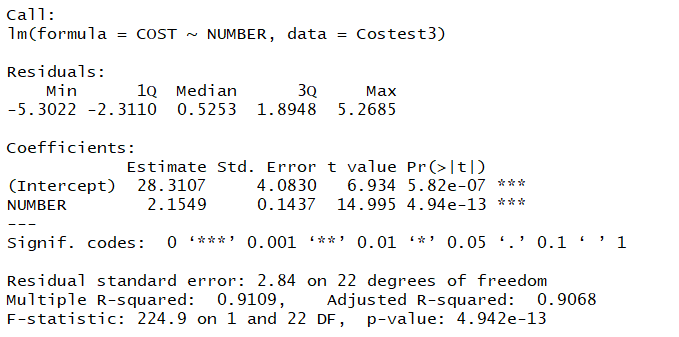 Call:
lm(formula = COST ~ NUMBER, data = Costest3)
Residuals:
    Min      1Q  Median      3Q     Max
-5.3022 -2.3110  0.5253  1.8948  5.2685
Coefficients:
            Estimate Std. Error t value Pr(>|t|)
(Intercept)  28.3107     4.0830   6.934 5.82e-07 ***
NUMBER        2.1549     0.1437  14.995 4.94e-13 ***
---
Signif. codes:  0 ‘***’ 0.001 ‘**’ 0.01 ‘*’ 0.05 ‘.’ 0.1 ‘ ’ 1
Residual standard error: 2.84 on 22 degrees of freedom
Multiple R-squared:  0.9109,    Adjusted R-squared:  0.9068
F-statistic: 224.9 on 1 and 22 DF,  p-value: 4.942e-13